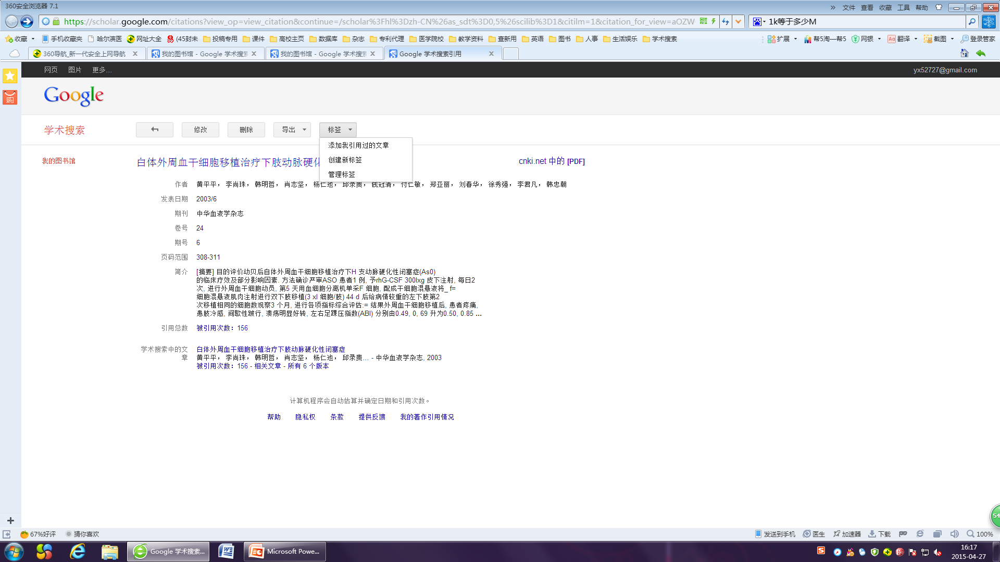 360安全浏览器 7.1
» 文件 查看 收藏 工具 帮助
https://scholar.google.com/citations?view_op=view_citation&continue=/scholar%3Fhl%3Dzh-CN%26as_sdt%3D0,5%26scilib%3D1&citilm=1&citation_for_view=aOZW
1k等于多少M
收藏 手机收藏夹 哈尔滨医 网址大全 (45封未 投稿专用 课件 高校主页 数据库 杂志 专利代理 医学院校 教学资料 查新用 英语 图书 人事 生活娱乐 学术搜索 扩展 帮5淘—帮5 网银 翻译 截图 登录管家
360导航_新一代安全上网导航 我的图书馆 - Google 学术搜索 我的图书馆 - Google 学术搜索 Google 学术搜索引用
网页 图片 更多... yx52727@gmail.com
购
Google
学术搜索 修改 删除 导出 标签
添加我引用过的文章
创建新标签
管理标签
我的图书馆
白体外周血干细胞移植治疗下肢动脉硬化
cnki.net 中的 [PDF]
作者 黄平平, 李尚珠, 韩明哲, 肖志坚, 杨仁池, 邱录贵, 钱冠清, 付仁敏, 郑亚丽, 刘春华, 徐秀强, 李君凡, 韩忠朝
发表日期 2003/6
期刊 中华血液学杂志
卷号 24
期号 6
页码范围 308-311
简介 [摘要] 目的评价动贝后自体外周血干细胞移植治疗下H 支动脉硬化性闭塞症(As0)
的临床疗效及部分影响因素. 方法确诊严审ASO 患者1 例, 予rhG-CSF 300lxg 皮下注射, 每日2
次, 进行外周血干细胞动员, 第5 天用血细胞分离机单采F 细胞, 配成干细胞混悬液将_ f=
细胞混悬液肌肉注射进行双下肢移植(3 xl 细胞/肢) 44 d 后给病情较重的左下肢第2
次移植相同的细胞数观察3 个月, 进行各项指标综合评估:= 结果外周血干细胞移植后, 患者疼痛,
患肢冷感, 间歇性跛行, 溃疡明显好转, 左右足踝压指数(ABI) 分别由0.49, 0, 69 升为0.50, 0.85 ...
引用总数 被引用次数：156
学术搜索中的文章 白体外周血干细胞移植治疗下肢动脉硬化性闭塞症
黄平平, 李尚珠, 韩明哲, 肖志坚, 杨仁池, 邱录贵... - 中华血液学杂志, 2003
被引用次数：156 - 相关文章 - 所有 6 个版本
计算机程序会自动估算并确定日期和引用次数。
帮助 隐私权 条款 提供反馈 我的著作引用情况
54
67%好评 猜你喜欢 发送到手机 医生 加速器 下载 100%
Google 学术搜索... Microsoft Powe...
16:17
2015-04-27